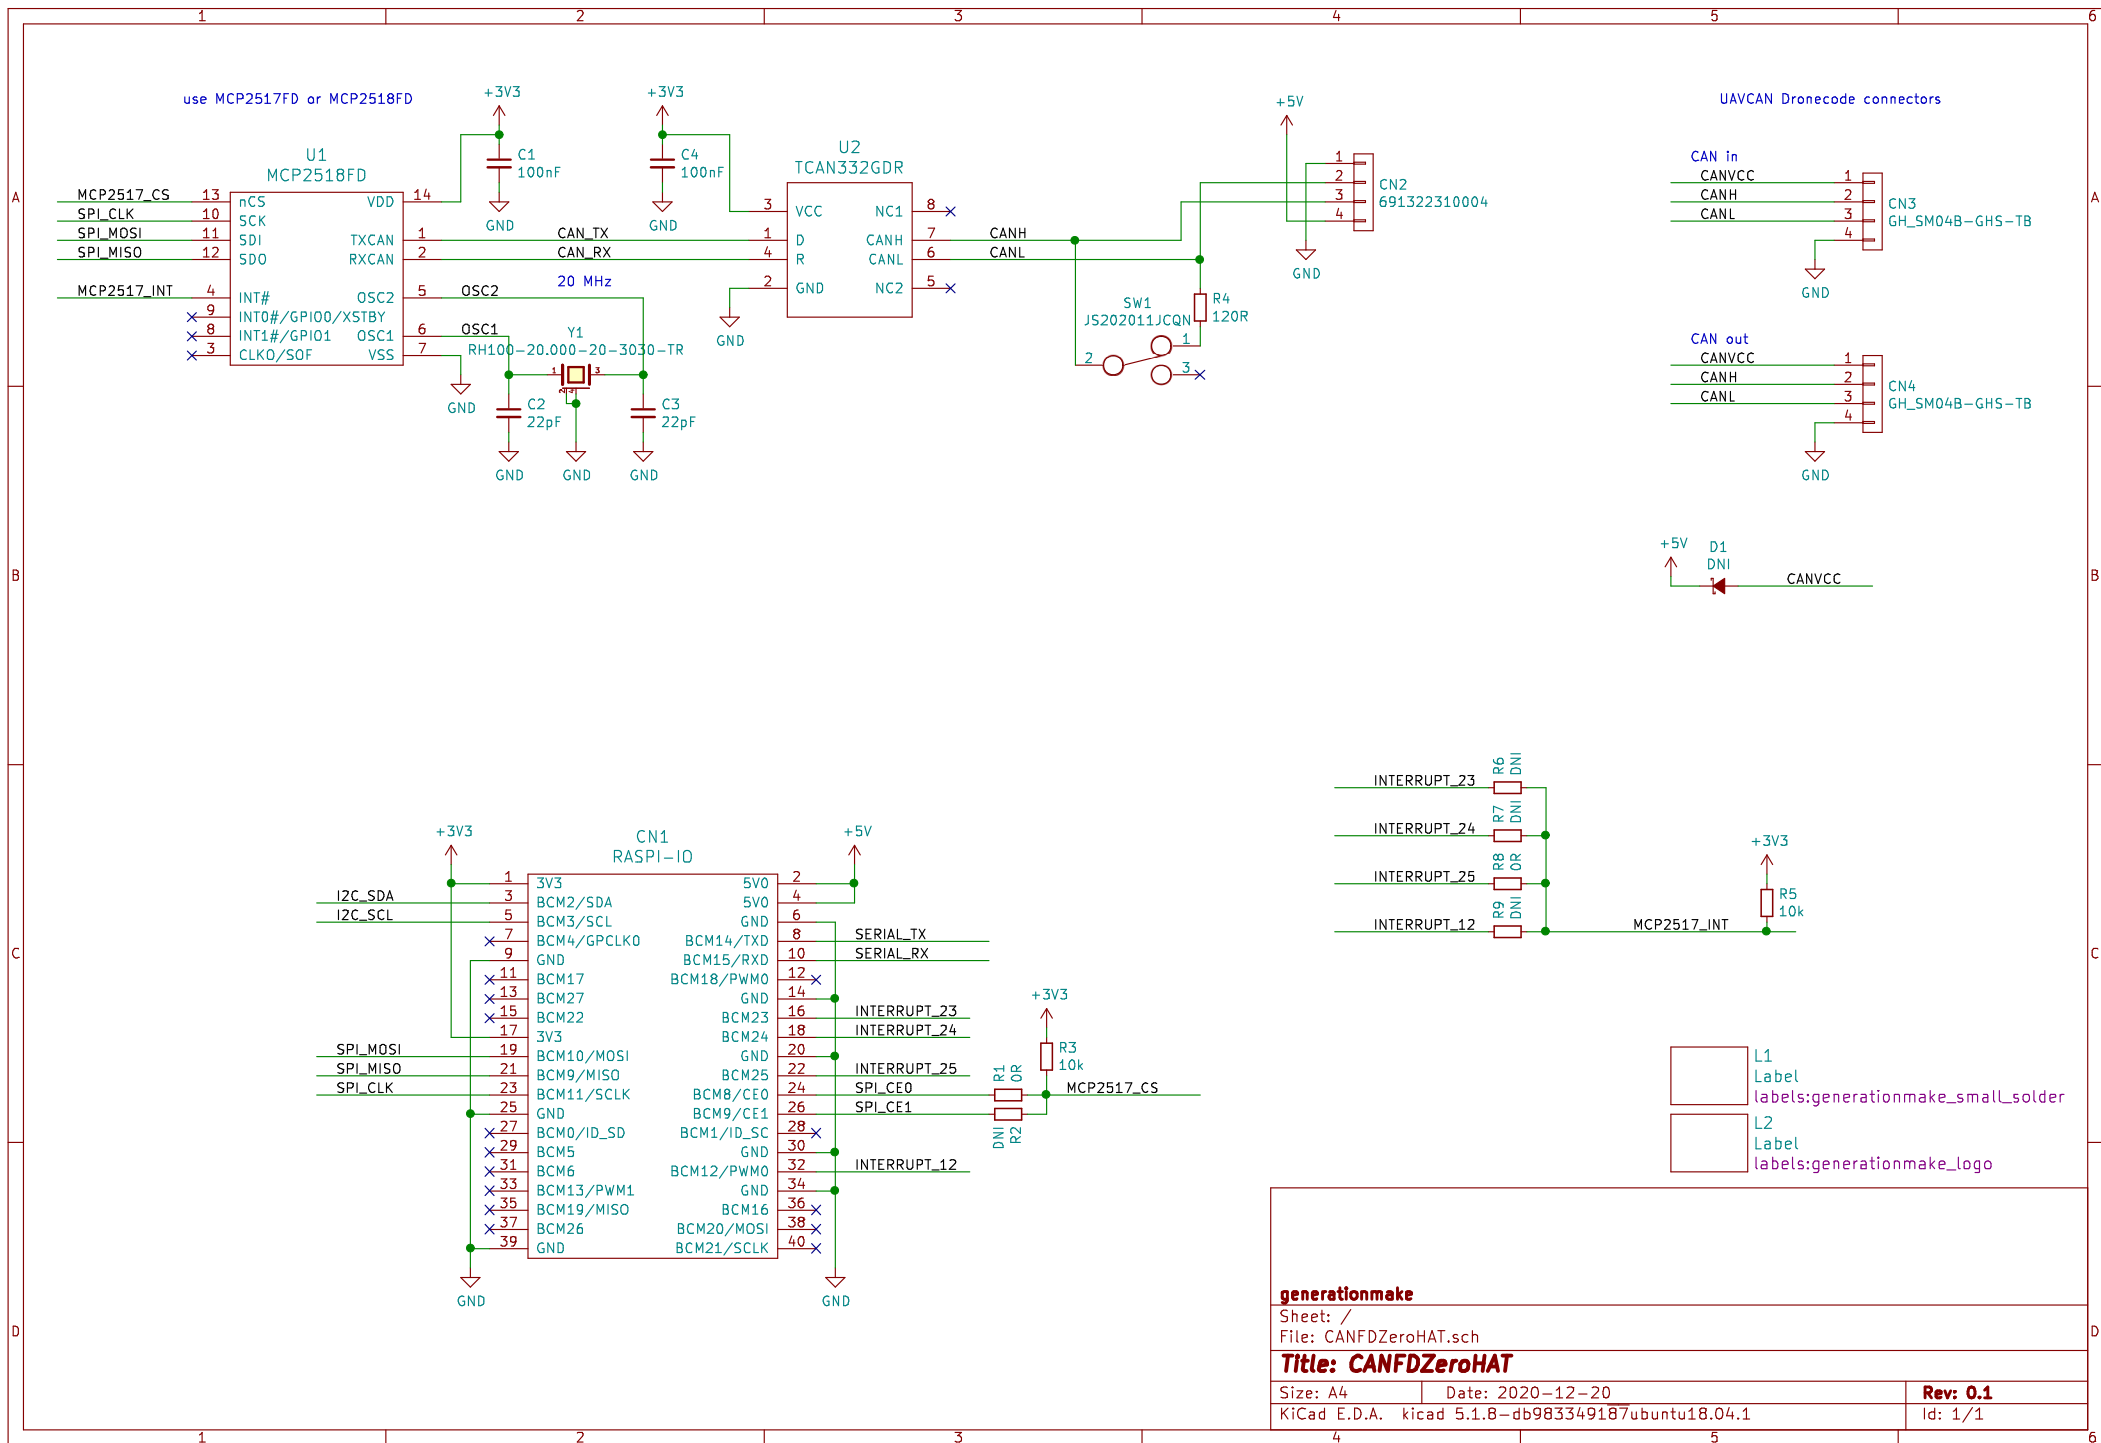 1 2 3 4 5 6
A
B
C
D
A
B
C
D
use MCP2517FD or MCP2518FD
U1
MCP2518FD
MCP2517_CS 13 nCS
SPI_CLK 10 SCK
SPI_MOSI 11 SDI
SPI_MISO 12 SDO
MCP2517_INT 4 INT#
9 INT0#/GPIO0/XSTBY
8 INT1#/GPIO1
3 CLKO/SOF
VDD 14
TXCAN 1
RXCAN 2
OSC2 5 OSC2
OSC1 6 OSC1
VSS 7
GND
+3V3
C1
100nF
GND
+3V3
C4
100nF
GND
CAN_TX
CAN_RX
20 MHz
Y1
RH100-20.000-20-3030-TR
1 3
2 4
C2
22pF
GND
GND
C3
22pF
GND
U2
TCAN332GDR
3 VCC
1 D
4 R
2 GND
GND
NC1 8
CANH 7 CANH
CANL 6 CANL
NC2 5
SW1
JS202011JCQN
1
2
3
R4
120R
+5V
GND
1
2
3
4
CN2
691322310004
UAVCAN Dronecode connectors
CAN in
CANVCC 1
CANH 2
CANL 3
4
CN3
GH_SM04B-GHS-TB
GND
CAN out
CANVCC 1
CANH 2
CANL 3
4
CN4
GH_SM04B-GHS-TB
GND
+5V
D1
DNI
CANVCC
CN1
RASPI-IO
+3V3
+5V
1 3V3 5V0 2
I2C_SDA 3 BCM2/SDA 5V0 4
I2C_SCL 5 BCM3/SCL GND 6
7 BCM4/GPCLK0 BCM14/TXD 8 SERIAL_TX
9 GND BCM15/RXD 10 SERIAL_RX
11 BCM17 BCM18/PWM0 12
13 BCM27 GND 14
15 BCM22 BCM23 16 INTERRUPT_23
17 3V3 BCM24 18 INTERRUPT_24
SPI_MOSI 19 BCM10/MOSI GND 20
SPI_MISO 21 BCM9/MISO BCM25 22 INTERRUPT_25
SPI_CLK 23 BCM11/SCLK BCM8/CE0 24 SPI_CE0
25 GND BCM9/CE1 26 SPI_CE1
27 BCM0/ID_SD BCM1/ID_SC 28
29 BCM5 GND 30
31 BCM6 BCM12/PWM0 32 INTERRUPT_12
33 BCM13/PWM1 GND 34
35 BCM19/MISO BCM16 36
37 BCM26 BCM20/MOSI 38
39 GND BCM21/SCLK 40
GND
GND
R1
0R
DNI
R2
+3V3
R3
10k
MCP2517_CS
INTERRUPT_23 R6 DNI
INTERRUPT_24 R7 DNI
INTERRUPT_25 R8 0R
INTERRUPT_12 R9 DNI
MCP2517_INT
+3V3
R5
10k
L1
Label
labels:generationmake_small_solder
L2
Label
labels:generationmake_logo
generationmake
Sheet: /
File: CANFDZeroHAT.sch
Title: CANFDZeroHAT
Size: A4 Date: 2020-12-20 Rev: 0.1
KiCad E.D.A. kicad 5.1.8-db983349187ubuntu18.04.1 Id: 1/1
1 2 3 4 5 6